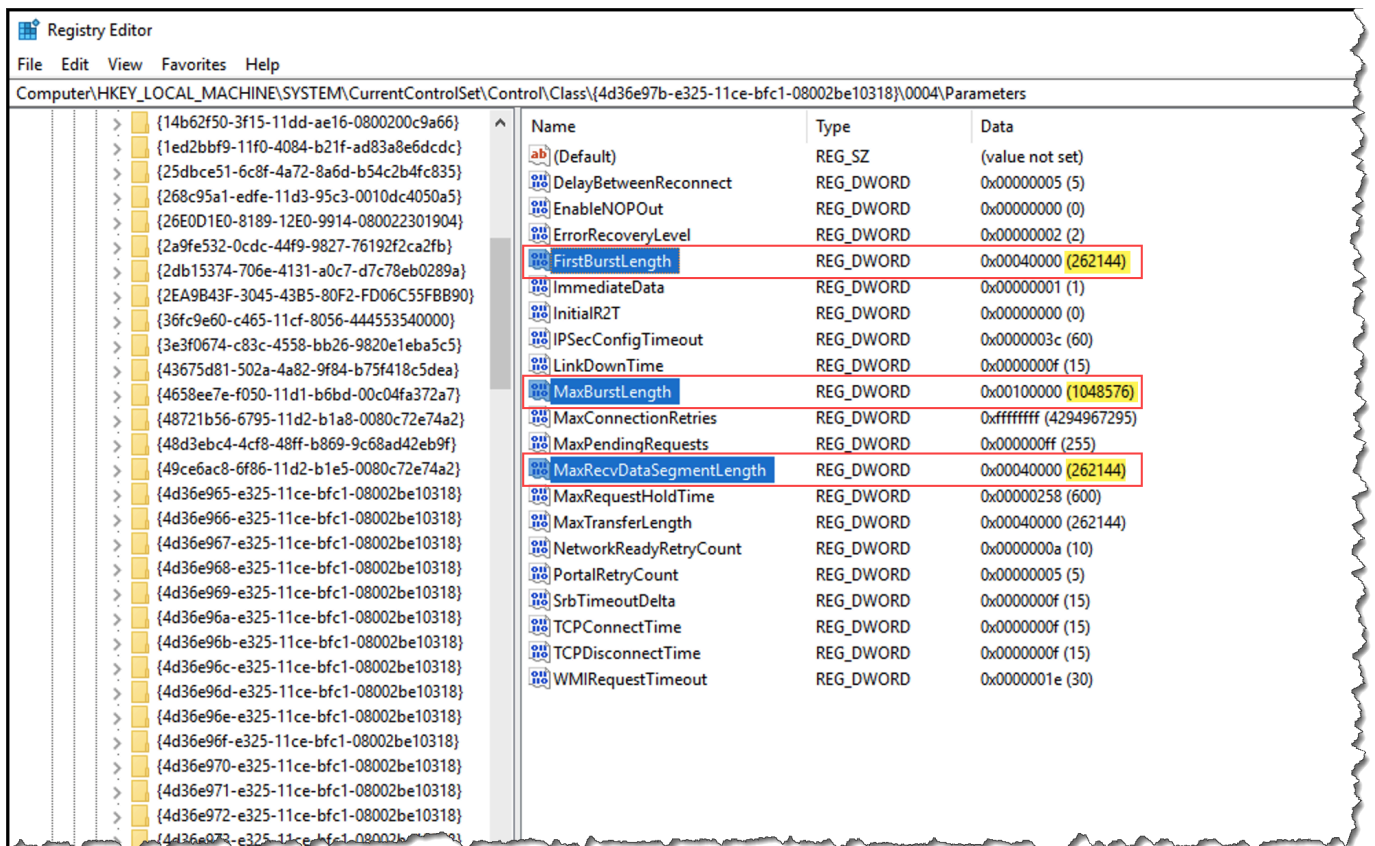 Registry Editor
File Edit View Favorites Help
Computer\HKEY_LOCAL_MACHINE\SYSTEM\CurrentControlSet\Control\Class\{4d36e97b-e325-11ce-bfc1-08002be10318}\0004\Parameters
{14b62f50-3f15-11dd-ae16-0800200c9a66}
{1ed2bbf9-11f0-4084-b21f-ad83a8e6dcdc}
{25dbce51-6c8f-4a72-8a6d-b54c2b4fc835}
{268c95a1-edfe-11d3-95c3-0010dc4050a5}
{26E0D1E0-8189-12E0-9914-080022301904}
{2a9fe532-0cdc-44f9-9827-76192f2ca2fb}
{2db15374-706e-4131-a0c7-d7c78eb0289a}
{2EA9B43F-3045-43B5-80F2-FD06C55FBB90}
{36fc9e60-c465-11cf-8056-444553540000}
{3e3f0674-c83c-4558-bb26-9820e1eba5c5}
{43675d81-502a-4a82-9f84-b75f418c5dea}
{4658ee7e-f050-11d1-b6bd-00c04fa372a7}
{48721b56-6795-11d2-b1a8-0080c72e74a2}
{48d3ebc4-4cf8-48ff-b869-9c68ad42eb9f}
{49ce6ac8-6f86-11d2-b1e5-0080c72e74a2}
{4d36e965-e325-11ce-bfc1-08002be10318}
{4d36e966-e325-11ce-bfc1-08002be10318}
{4d36e967-e325-11ce-bfc1-08002be10318}
{4d36e968-e325-11ce-bfc1-08002be10318}
{4d36e969-e325-11ce-bfc1-08002be10318}
{4d36e96a-e325-11ce-bfc1-08002be10318}
{4d36e96b-e325-11ce-bfc1-08002be10318}
{4d36e96c-e325-11ce-bfc1-08002be10318}
{4d36e96d-e325-11ce-bfc1-08002be10318}
{4d36e96e-e325-11ce-bfc1-08002be10318}
{4d36e96f-e325-11ce-bfc1-08002be10318}
{4d36e970-e325-11ce-bfc1-08002be10318}
{4d36e971-e325-11ce-bfc1-08002be10318}
{4d36e972-e325-11ce-bfc1-08002be10318}
Name Type Data
(Default) REG_SZ (value not set)
DelayBetweenReconnect REG_DWORD 0x00000005 (5)
EnableNOPOut REG_DWORD 0x00000000 (0)
ErrorRecoveryLevel REG_DWORD 0x00000002 (2)
FirstBurstLength REG_DWORD 0x00040000 (262144)
ImmediateData REG_DWORD 0x00000001 (1)
InitialR2T REG_DWORD 0x00000000 (0)
IPSecConfigTimeout REG_DWORD 0x0000003c (60)
LinkDownTime REG_DWORD 0x0000000f (15)
MaxBurstLength REG_DWORD 0x00100000 (1048576)
MaxConnectionRetries REG_DWORD 0xffffffff (4294967295)
MaxPendingRequests REG_DWORD 0x000000ff (255)
MaxRecvDataSegmentLength REG_DWORD 0x00040000 (262144)
MaxRequestHoldTime REG_DWORD 0x00000258 (600)
MaxTransferLength REG_DWORD 0x00040000 (262144)
NetworkReadyRetryCount REG_DWORD 0x0000000a (10)
PortalRetryCount REG_DWORD 0x00000005 (5)
SrbTimeoutDelta REG_DWORD 0x0000000f (15)
TCPConnectTime REG_DWORD 0x0000000f (15)
TCPDisconnectTime REG_DWORD 0x0000000f (15)
WMIRequestTimeout REG_DWORD 0x0000001e (30)